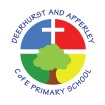 DEERHURST AND APPERLEY
C of E PRIMARY SCHOOL